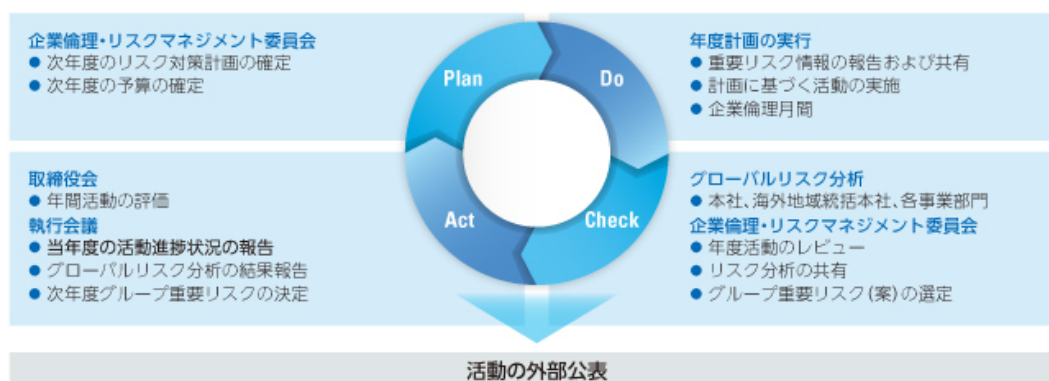 企業倫理・リスクマネジメント委員会
● 次年度のリスク対策計画の確定
● 次年度の予算の確定
Plan
Do
年度計画の実行
● 重要リスク情報の報告および共有
● 計画に基づく活動の実施
● 企業倫理月間
取締役会
● 年間活動の評価
執行会議
● 当年度の活動進捗状況の報告
● グローバルリスク分析の結果報告
● 次年度グループ重要リスクの決定
Act
Check
グローバルリスク分析
● 本社、海外地域統括本社、各事業部門
企業倫理・リスクマネジメント委員会
● 年度活動のレビュー
● リスク分析の共有
● グループ重要リスク(案)の選定
活動の外部公表